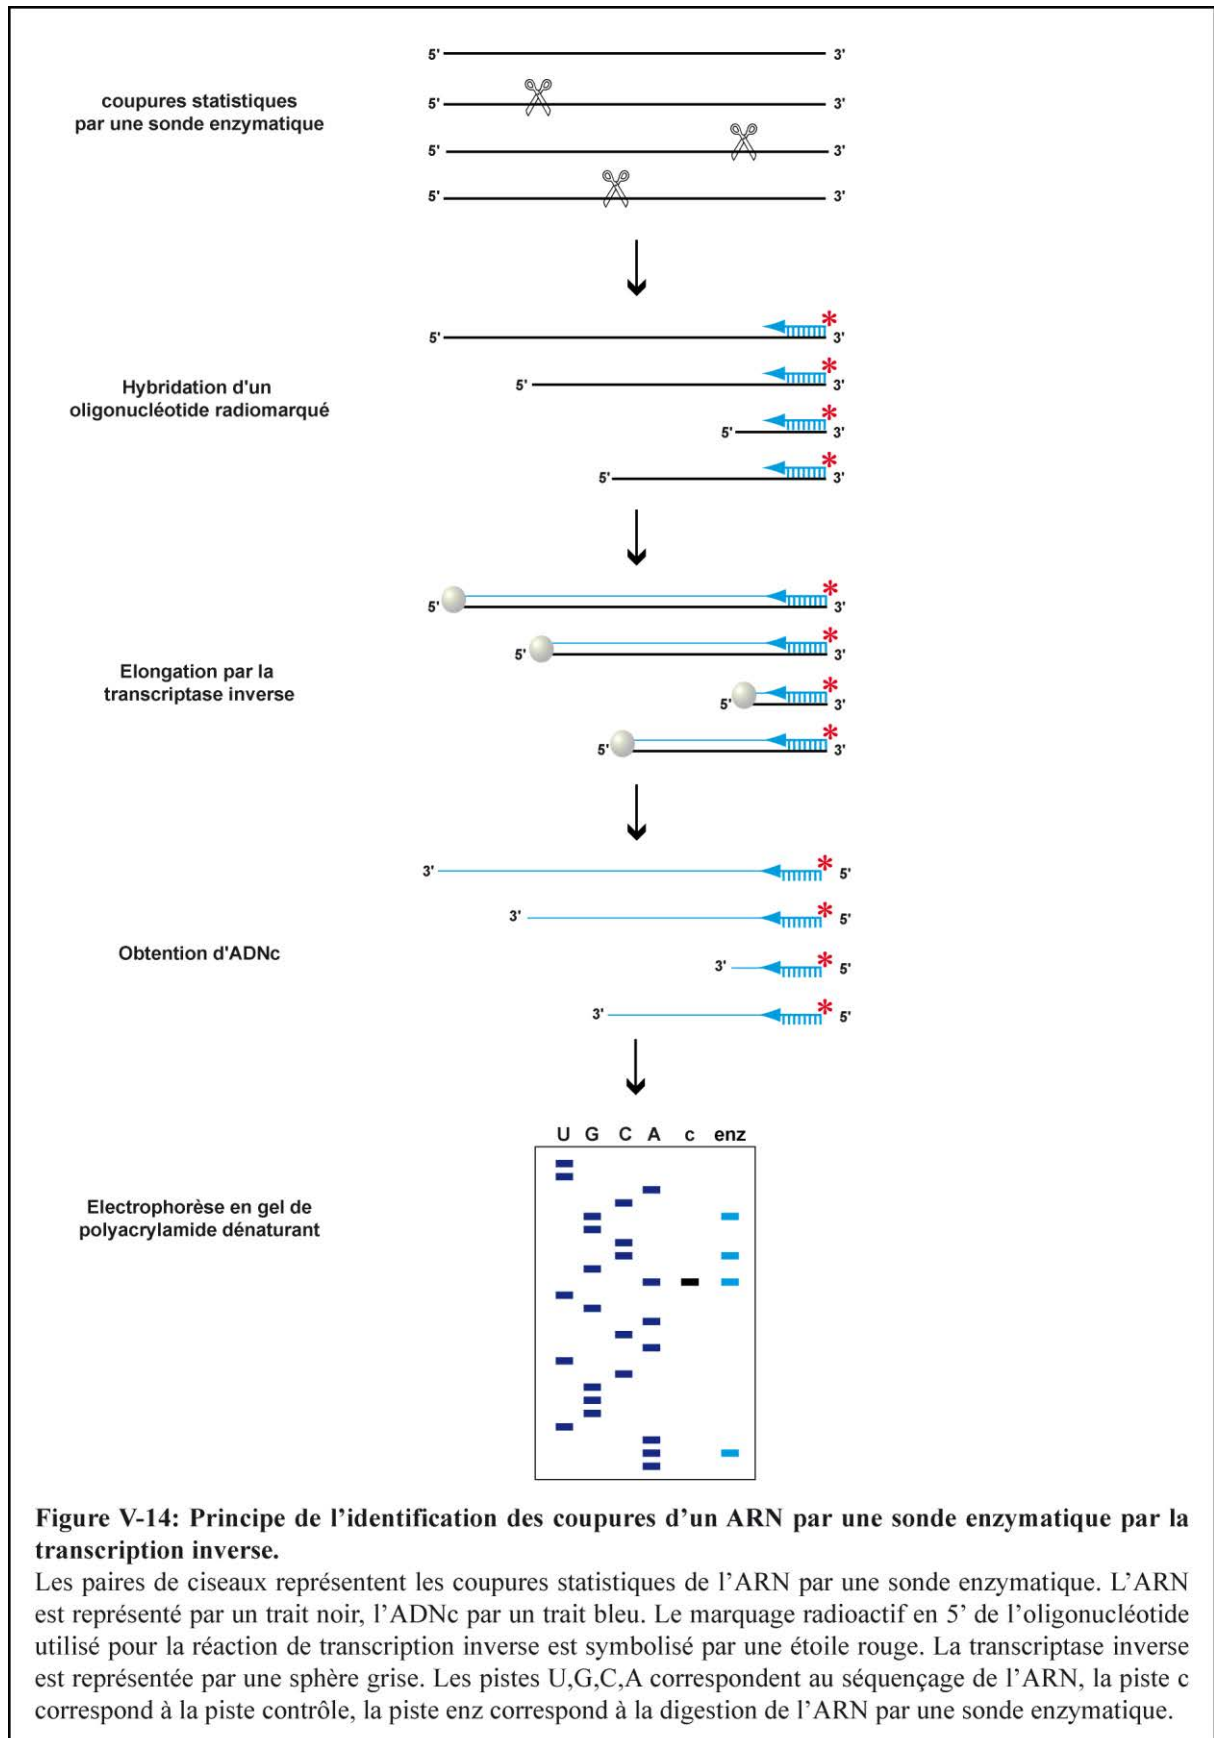 5' 3'
coupures statistiques
par une sonde enzymatique
5' 3'
5' 3'
5' 3'
Hybridation d'un
oligonucléotide radiomarqué
5' * 3'
5' * 3'
5' * 3'
5' * 3'
Elongation par la
transcriptase inverse
5' * 3'
5' * 3'
5' * 3'
5' * 3'
Obtention d'ADNc
3' * 5'
3' * 5'
3' * 5'
3' * 5'
U G C A c enz
Electrophorèse en gel de
polyacrylamide dénaturant
Figure V-14: Principe de l'identification des coupures d'un ARN par une sonde enzymatique par la
transcription inverse.
Les paires de ciseaux représentent les coupures statistiques de l'ARN par une sonde enzymatique. L'ARN
est représenté par un trait noir, l'ADNc par un trait bleu. Le marquage radioactif en 5' de l'oligonucléotide
utilisé pour la réaction de transcription inverse est symbolisé par une étoile rouge. La transcriptase inverse
est représentée par une sphère grise. Les pistes U,G,C,A correspondent au séquençage de l'ARN, la piste c
correspond à la piste contrôle, la piste enz correspond à la digestion de l'ARN par une sonde enzymatique.